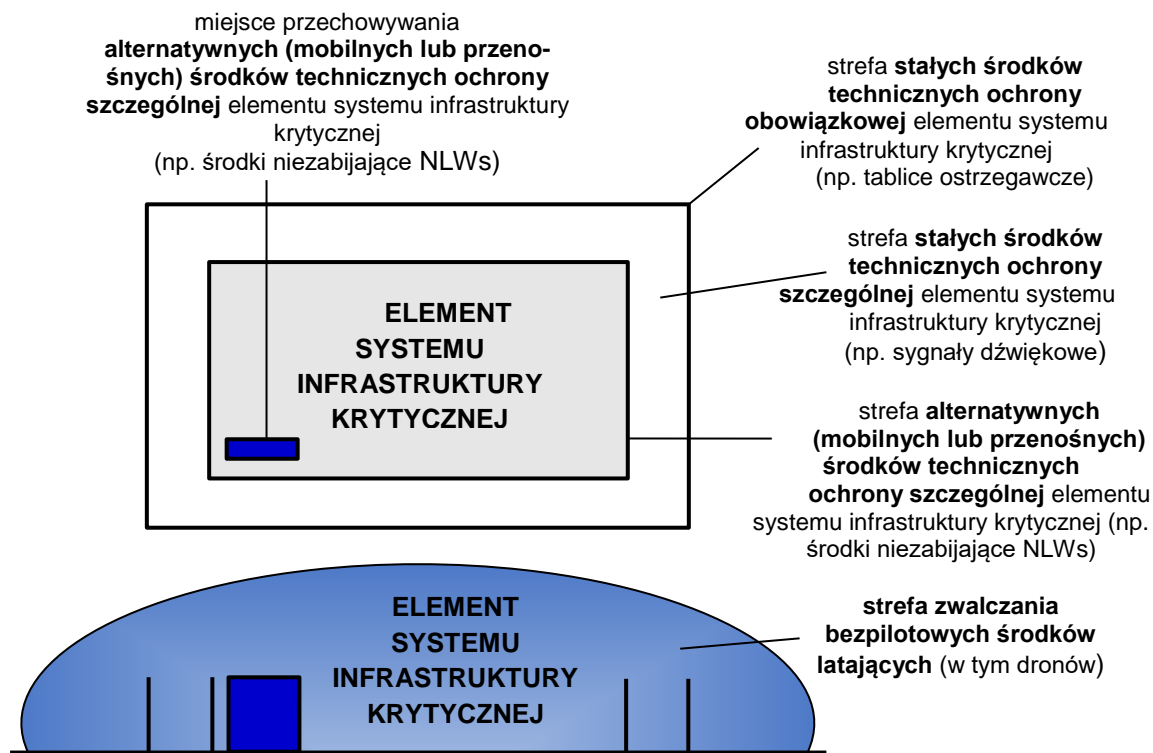 miejsce przechowywania
alternatywnych (mobilnych lub przeno-
śnych) środków technicznych ochrony
szczególnej elementu systemu infrastruktury
krytycznej
(np. środki niezabijające NLWs)
strefa stałych środków
technicznych ochrony
obowiązkowej elementu systemu
infrastruktury krytycznej
(np. tablice ostrzegawcze)
strefa stałych środków
technicznych ochrony
szczególnej elementu systemu
infrastruktury krytycznej
(np. sygnały dźwiękowe)
ELEMENT
SYSTEMU
INFRASTRUKTURY
KRYTYCZNEJ
strefa alternatywnych
(mobilnych lub przenośnych)
środków technicznych
ochrony szczególnej elementu
systemu infrastruktury krytycznej (np.
środki niezabijające NLWs)
ELEMENT
SYSTEMU
INFRASTRUKTURY
KRYTYCZNEJ
strefa zwalczania
bezpilotowych środków
latających (w tym dronów)